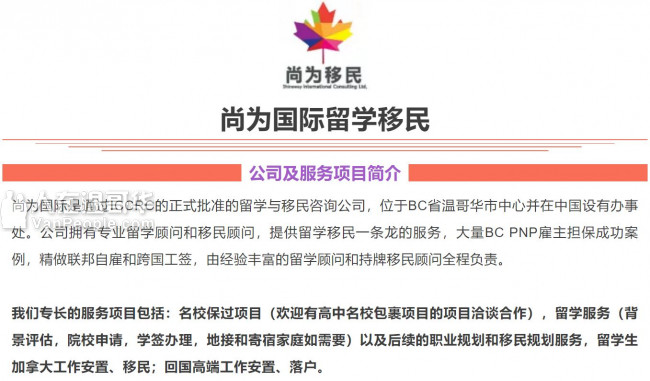 尚为移民
Shineway International Consulting Ltd.
尚为国际留学移民
公司及服务项目简介
人在温哥华
VanPeople.com
尚为国际是通过ICCRC的正式批准的留学与移民咨询公司，位于BC省温哥华市中心并在中国设有办事
处。公司拥有专业留学顾问和移民顾问，提供留学移民一条龙的服务，大量BC PNP雇主担保成功案
例，精做联邦自雇和跨国工签，由经验丰富的留学顾问和持牌移民顾问全程负责。
我们专长的服务项目包括：名校保过项目（欢迎有高中名校包裹项目的项目洽谈合作），留学服务（背
景评估，院校申请，学签办理，地接和寄宿家庭如需要）以及后续的职业规划和移民规划服务，留学生
加拿大工作安置、移民；回国高端工作安置、落户。